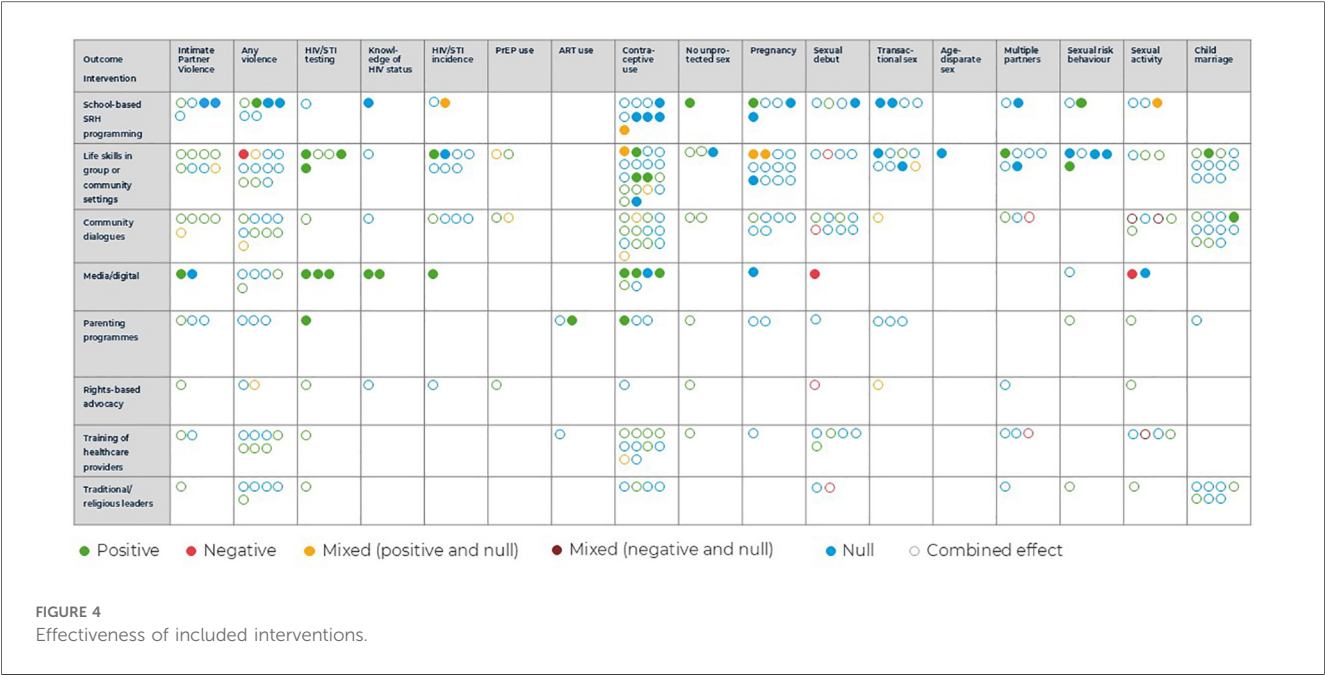 Outcome
Intervention
Intimate
Partner
Violence
Any
violence
HIV/STI
testing
Knowl-
edge of
HIV status
HIV/STI
incidence
PrEP use
ART use
Contra-
ceptive
use
No unpro-
tected sex
Pregnancy
Sexual
debut
Transac-
tional sex
Age-
disparate
sex
Multiple
partners
Sexual risk
behaviour
Sexual
activity
Child
marriage
School-based
SRH
programming
Life skills in
group or
community
settings
Community
dialogues
Media/digital
Parenting
programmes
Rights-based
advocacy
Training of
healthcare
providers
Traditional/
religious leaders
Positive
Negative
Mixed (positive and null)
Mixed (negative and null)
Null
Combined effect
FIGURE 4
Effectiveness of included interventions.